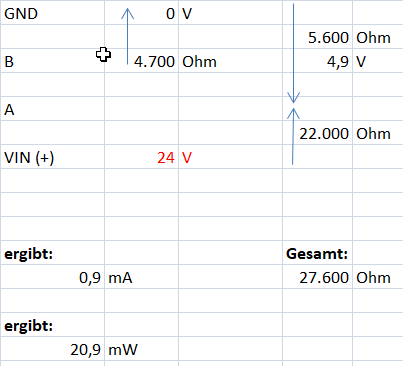 GND 0 V
5.600 Ohm
B 4.700 Ohm 4,9 V
A
22.000 Ohm
VIN (+) 24 V
ergibt: Gesamt:
0,9 mA 27.600 Ohm
ergibt:
20,9 mW